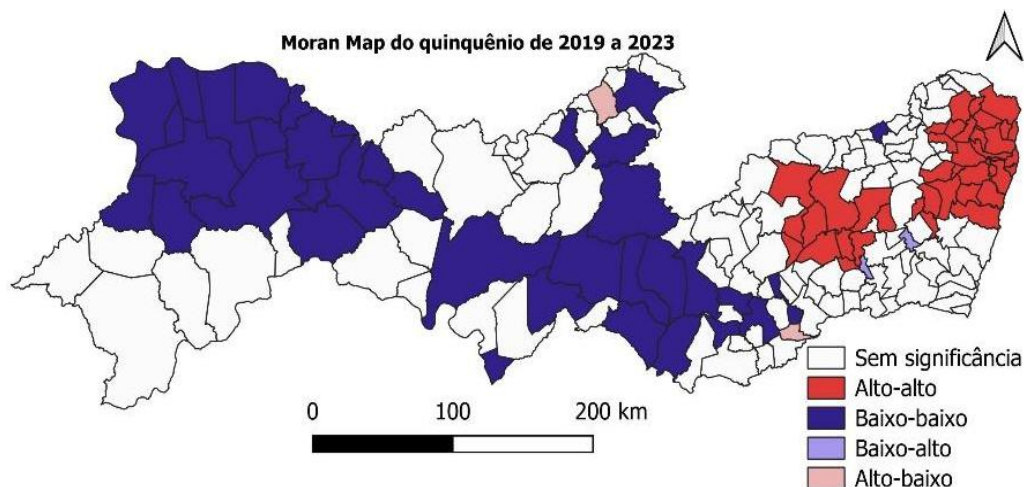 Moran Map do quinquênio de 2019 a 2023
Sem significância
Alto-alto
Baixo-baixo
Baixo-alto
Alto-baixo
0 100 200 km